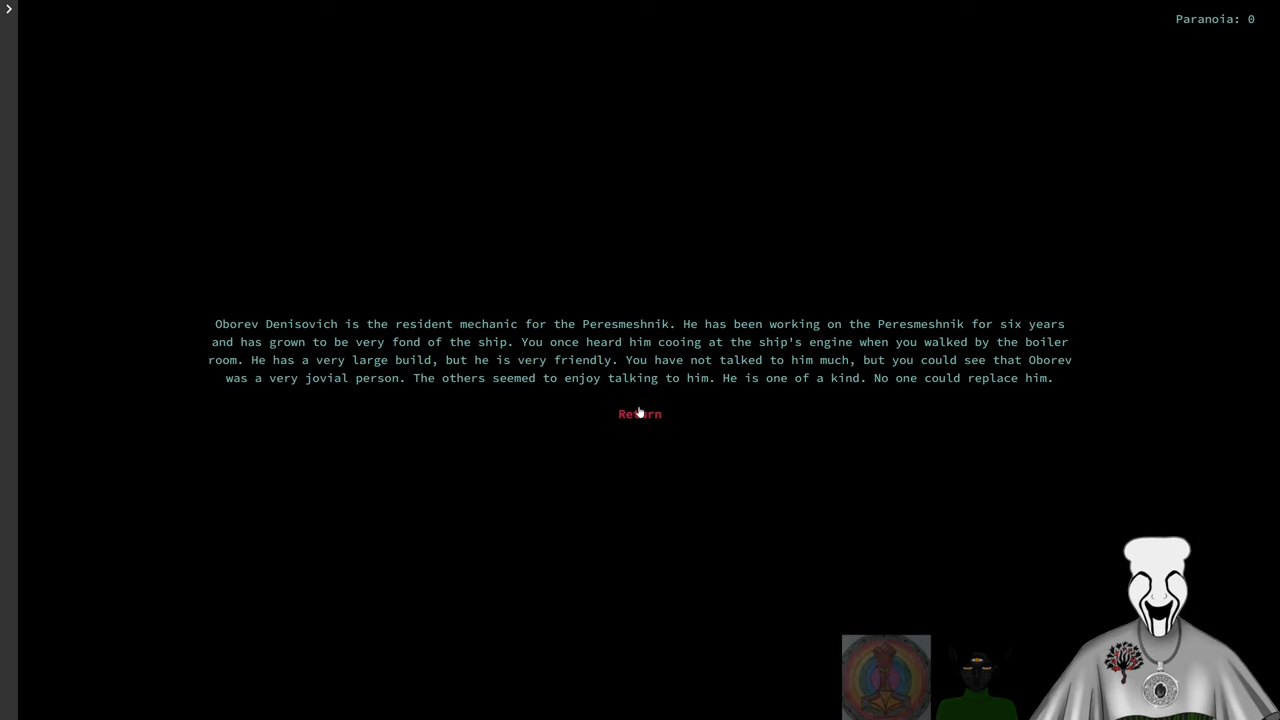 Paranoia: 0
Oborev Denisovich is the resident mechanic for the Peresmeshnik. He has been working on the Peresmeshnik for six years
and has grown to be very fond of the ship. You once heard him cooing at the ship's engine when you walked by the boiler
room. He has a very large build, but he is very friendly. You have not talked to him much, but you could see that Oborev
was a very jovial person. The others seemed to enjoy talking to him. He is one of a kind. No one could replace him.
Return